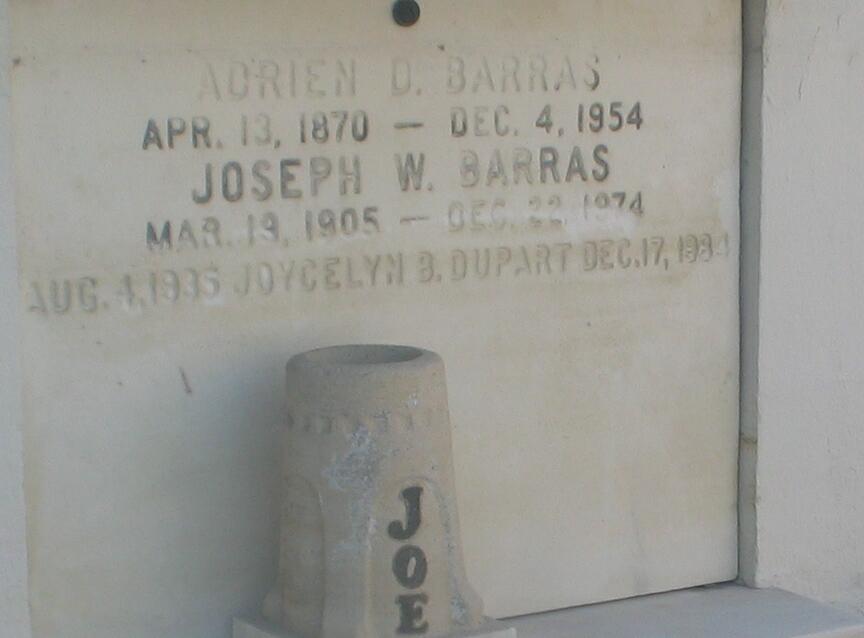 ADRIEN D. BARRAS
APR. 13, 1870 — DEC. 4, 1954
JOSEPH W. BARRAS
MAR. 19, 1905 — DEC. 22, 1974
AUG. 4, 1935 JOYCELYN B. DUPART DEC. 17, 1984
JOE